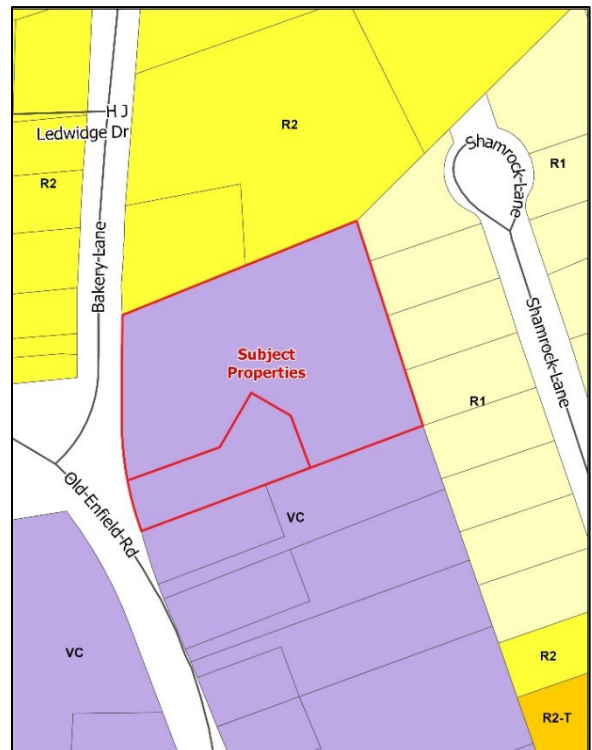 H J
Ledwidge Dr
R2
R2
Bakery-Lane
Shamrock-Lane
R1
Shamrock-Lane
Subject
Properties
R1
Old-Enfield-Rd
VC
VC
R2
R2-T